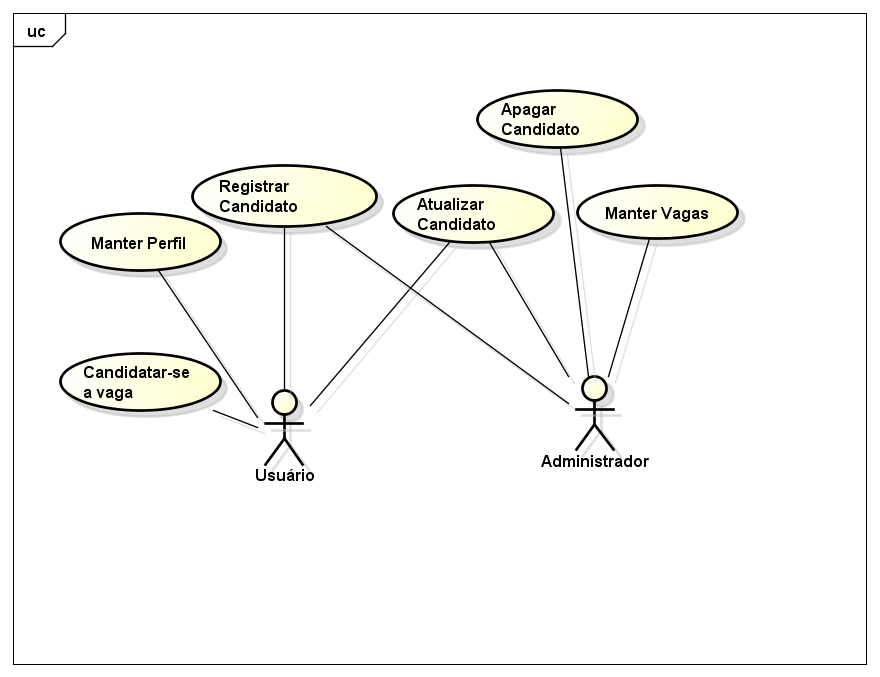 uc
Apagar
Candidato
Registrar
Candidato
Atualizar
Candidato
Manter Vagas
Manter Perfil
Candidatar-se
a vaga
Usuário
Administrador